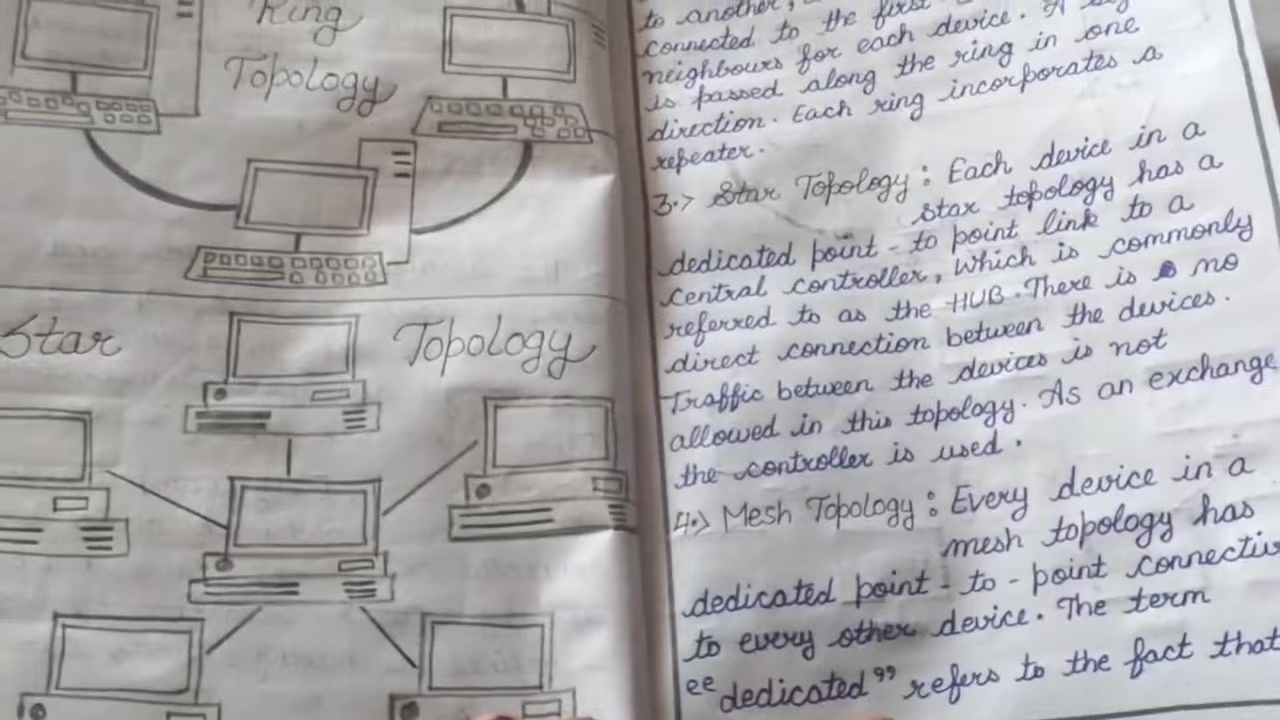 Ring
Topology
Star Topology
to another,
connected to the first
neighbours for each device. A
is passed along the ring in one
direction. Each ring incorporates a
repeater.
3.> Star Topology : Each device in a
star topology has a
dedicated point - to point link to a
central controller, which is commonly
referred to as the HUB. There is no
direct connection between the devices.
Traffic between the devices is not
allowed in this topology. As an exchange
the controller is used.
4.> Mesh Topology : Every device in a
mesh topology has
dedicated point - to - point connectiv
to every other device. The term
"dedicated" refers to the fact that